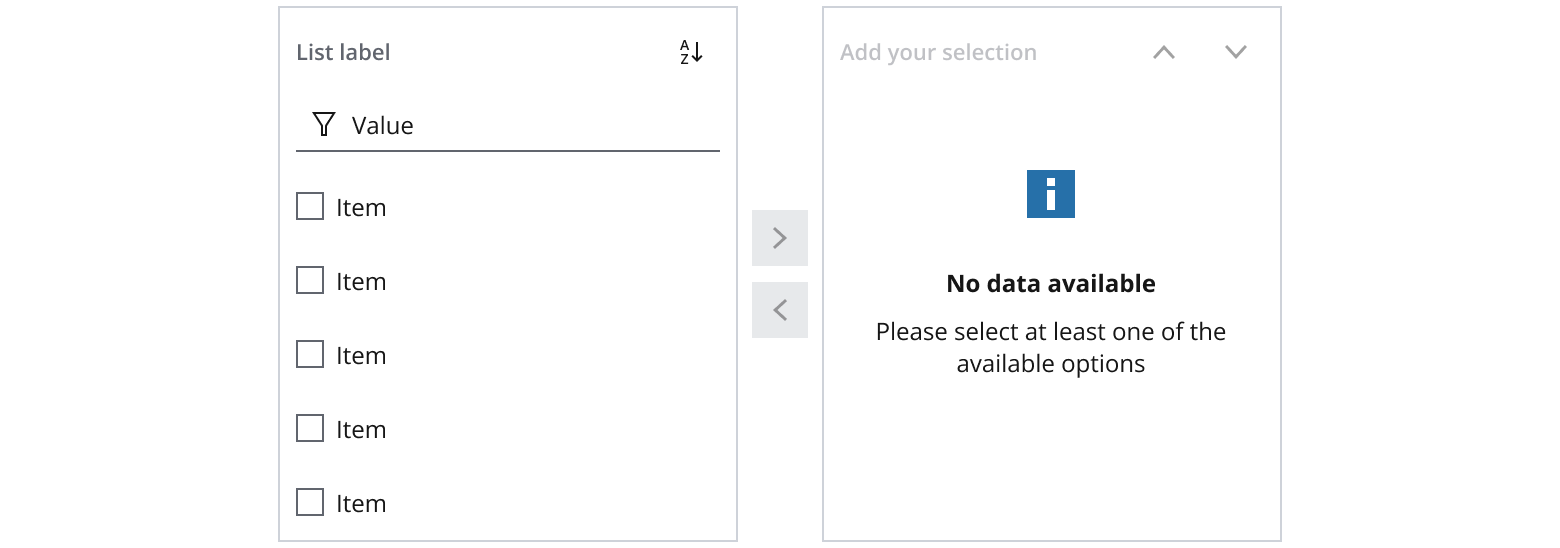 List label
Value
Item
Item
Item
Item
Item
Add your selection
No data available
Please select at least one of the
available options